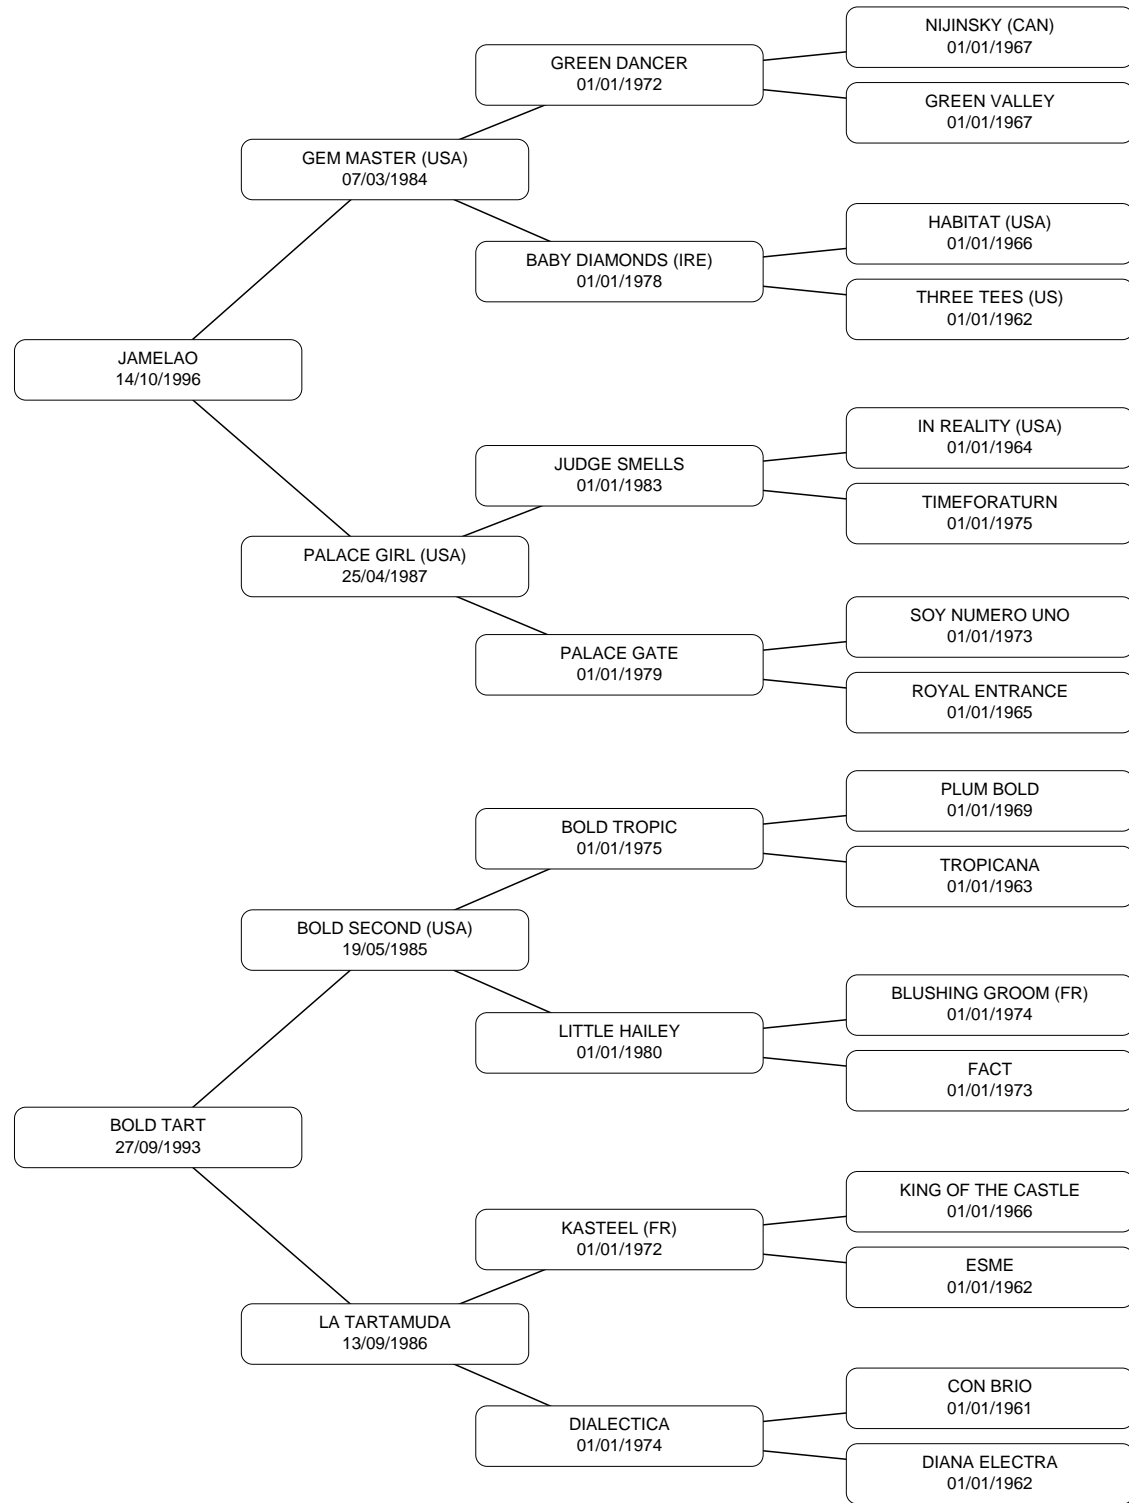 NIJINSKY (CAN)
01/01/1967
GREEN DANCER
01/01/1972
GREEN VALLEY
01/01/1967
GEM MASTER (USA)
07/03/1984
HABITAT (USA)
01/01/1966
BABY DIAMONDS (IRE)
01/01/1978
THREE TEES (US)
01/01/1962
JAMELAO
14/10/1996
IN REALITY (USA)
01/01/1964
JUDGE SMELLS
01/01/1983
TIMEFORATURN
01/01/1975
PALACE GIRL (USA)
25/04/1987
SOY NUMERO UNO
01/01/1973
PALACE GATE
01/01/1979
ROYAL ENTRANCE
01/01/1965
PLUM BOLD
01/01/1969
BOLD TROPIC
01/01/1975
TROPICANA
01/01/1963
BOLD SECOND (USA)
19/05/1985
BLUSHING GROOM (FR)
01/01/1974
LITTLE HAILEY
01/01/1980
FACT
01/01/1973
BOLD TART
27/09/1993
KING OF THE CASTLE
01/01/1966
KASTEEL (FR)
01/01/1972
ESME
01/01/1962
LA TARTAMUDA
13/09/1986
CON BRIO
01/01/1961
DIALECTICA
01/01/1974
DIANA ELECTRA
01/01/1962